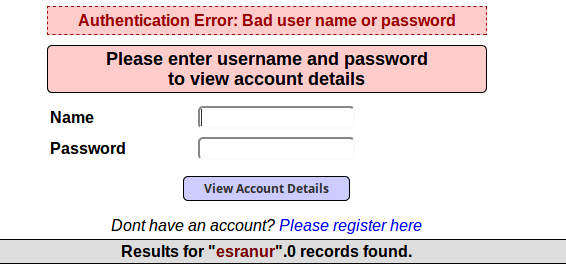 Authentication Error: Bad user name or password
Please enter username and password
to view account details
Name
Password
View Account Details
Dont have an account? Please register here
Results for "esranur".0 records found.